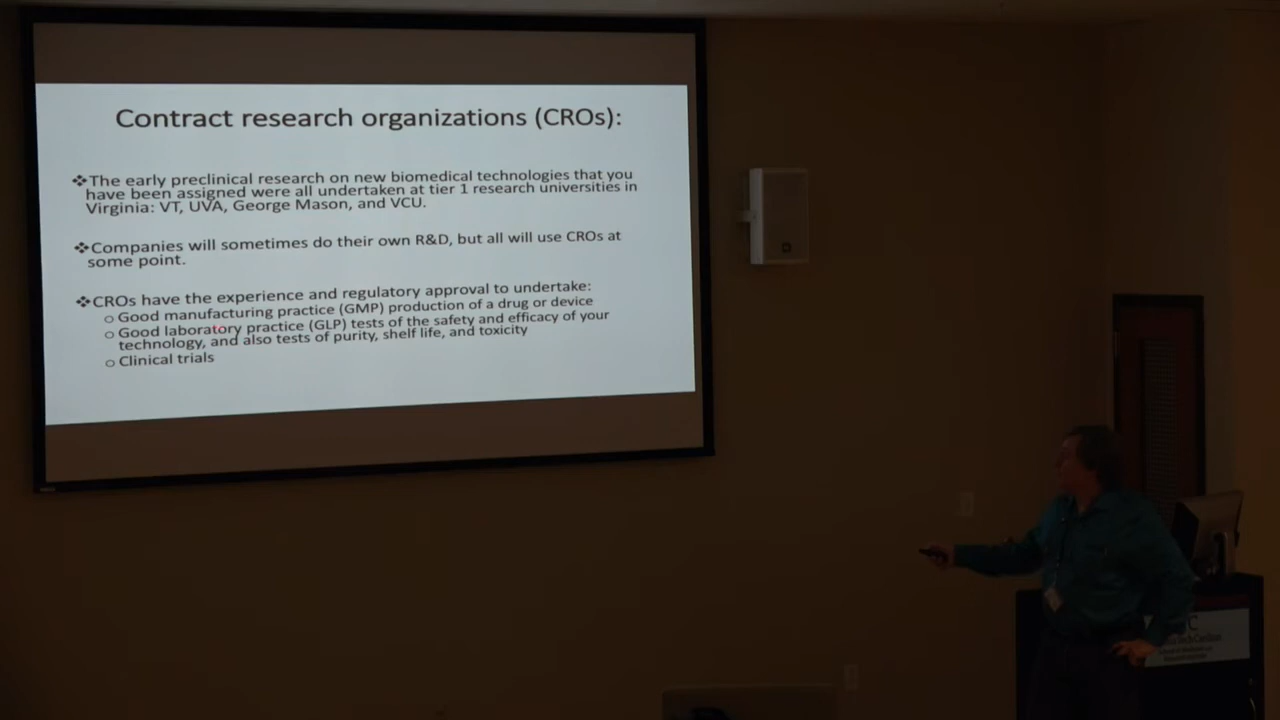 Contract research organizations (CROs):
❖The early preclinical research on new biomedical technologies that you
have been assigned were all undertaken at tier 1 research universities in
Virginia: VT, UVA, George Mason, and VCU.
❖Companies will sometimes do their own R&D, but all will use CROs at
some point.
❖CROs have the experience and regulatory approval to undertake:
○ Good manufacturing practice (GMP) production of a drug or device
○ Good laboratory practice (GLP) tests of the safety and efficacy of your
technology, and also tests of purity, shelf life, and toxicity
○ Clinical trials